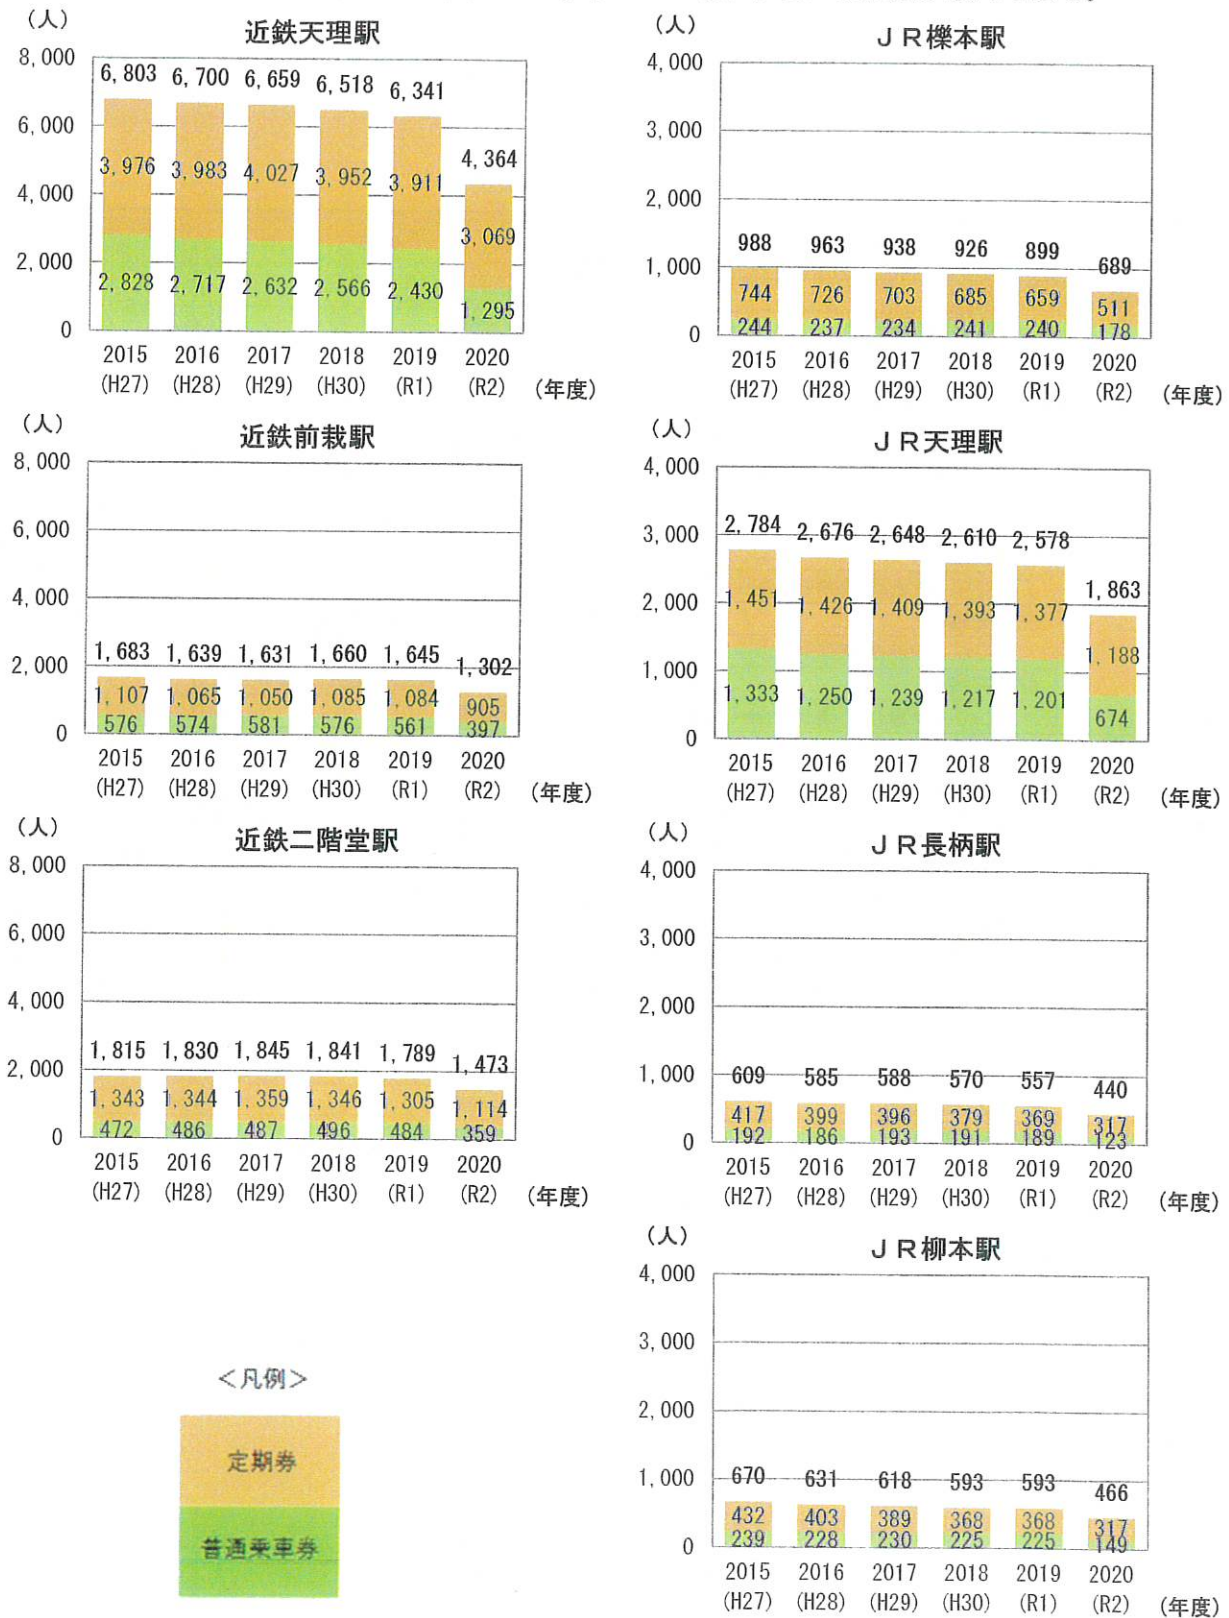 (人)
近鉄天理駅
8,000
6,000
4,000
2,000
0
6,803 6,700 6,659 6,518 6,341 4,364
3,976 3,983 4,027 3,952 3,911 3,069
2,828 2,717 2,632 2,566 2,430 1,295
2015 2016 2017 2018 2019 2020
(H27) (H28) (H29) (H30) (R1) (R2) (年度)
(人)
ＪＲ櫟本駅
4,000
3,000
2,000
1,000
0
988 963 938 926 899 689
744 726 703 685 659 511
244 237 234 241 240 178
2015 2016 2017 2018 2019 2020
(H27) (H28) (H29) (H30) (R1) (R2) (年度)
(人)
近鉄前栽駅
8,000
6,000
4,000
2,000
0
1,683 1,639 1,631 1,660 1,645 1,302
1,107 1,065 1,050 1,085 1,084 905
576 574 581 576 561 397
2015 2016 2017 2018 2019 2020
(H27) (H28) (H29) (H30) (R1) (R2) (年度)
(人)
ＪＲ天理駅
4,000
3,000
2,000
1,000
0
2,784 2,676 2,648 2,610 2,578 1,863
1,451 1,426 1,409 1,393 1,377 1,188
1,333 1,250 1,239 1,217 1,201 674
2015 2016 2017 2018 2019 2020
(H27) (H28) (H29) (H30) (R1) (R2) (年度)
(人)
近鉄二階堂駅
8,000
6,000
4,000
2,000
0
1,815 1,830 1,845 1,841 1,789 1,473
1,343 1,344 1,359 1,346 1,305 1,114
472 486 487 496 484 359
2015 2016 2017 2018 2019 2020
(H27) (H28) (H29) (H30) (R1) (R2) (年度)
(人)
ＪＲ長柄駅
4,000
3,000
2,000
1,000
0
609 585 588 570 557 440
417 399 396 379 369 317
192 186 193 191 189 123
2015 2016 2017 2018 2019 2020
(H27) (H28) (H29) (H30) (R1) (R2) (年度)
(人)
ＪＲ柳本駅
4,000
3,000
2,000
1,000
0
670 631 618 593 593 466
432 403 389 368 368 317
239 228 230 225 225 149
2015 2016 2017 2018 2019 2020
(H27) (H28) (H29) (H30) (R1) (R2) (年度)
＜凡例＞
定期券
普通乗車券